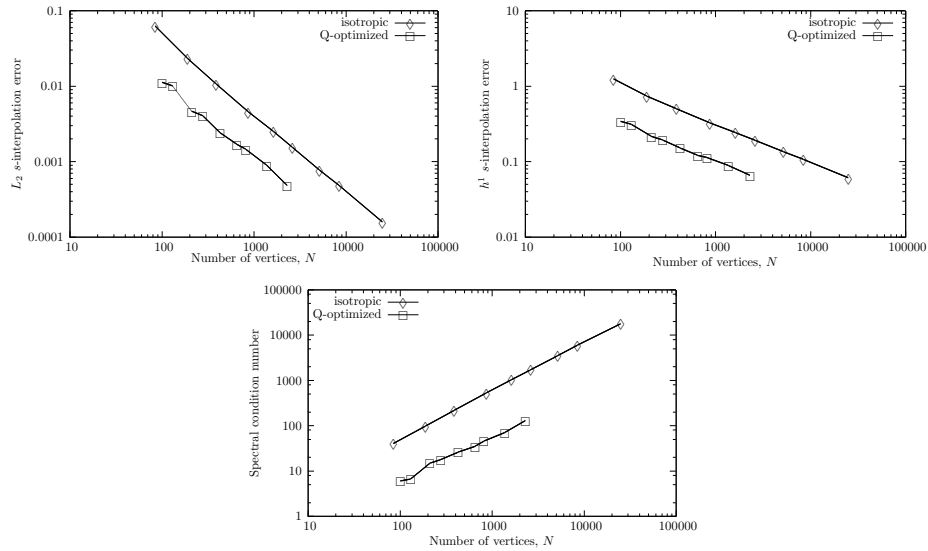 0.1
0.01
0.001
0.0001
10
100
1000
10000
100000
L2 s-interpolation error
Number of vertices, N
isotropic
Q-optimized
10
1
0.1
0.01
10
100
1000
10000
100000
h1 s-interpolation error
Number of vertices, N
isotropic
Q-optimized
100000
10000
1000
100
10
1
10
100
1000
10000
100000
Spectral condition number
Number of vertices, N
isotropic
Q-optimized